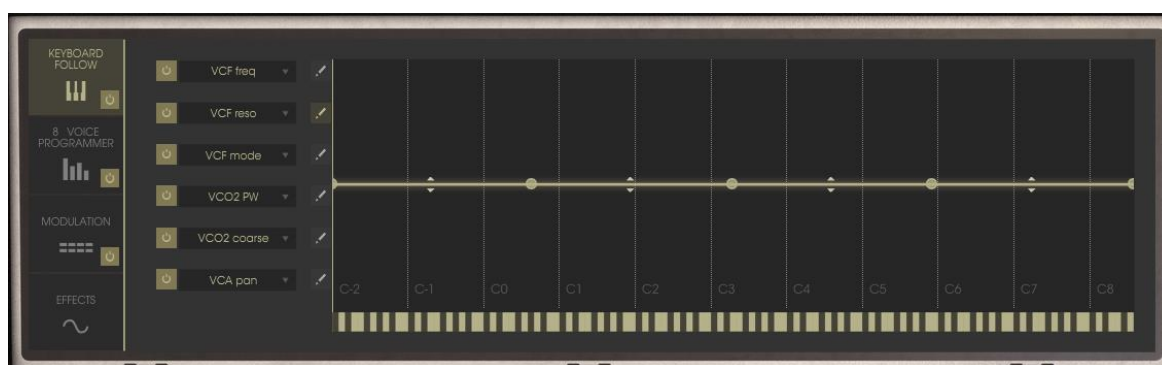 KEYBOARD
FOLLOW
8 VOICE
PROGRAMMER
MODULATION
EFFECTS
VCF freq
VCF reso
VCF mode
VCO2 PW
VCO2 coarse
VCA pan
C-2 C-1 C0 C1 C2 C3 C4 C5 C6 C7 C8